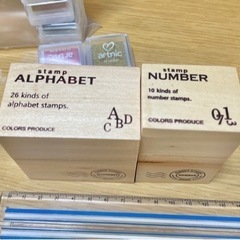 artnic
stamp
ALPHABET
26 kinds of
alphabet stamps.
A
C B D
COLORS PRODUCE
stamp
NUMBER
10 kinds of
number stamps.
COLORS PRODUCE